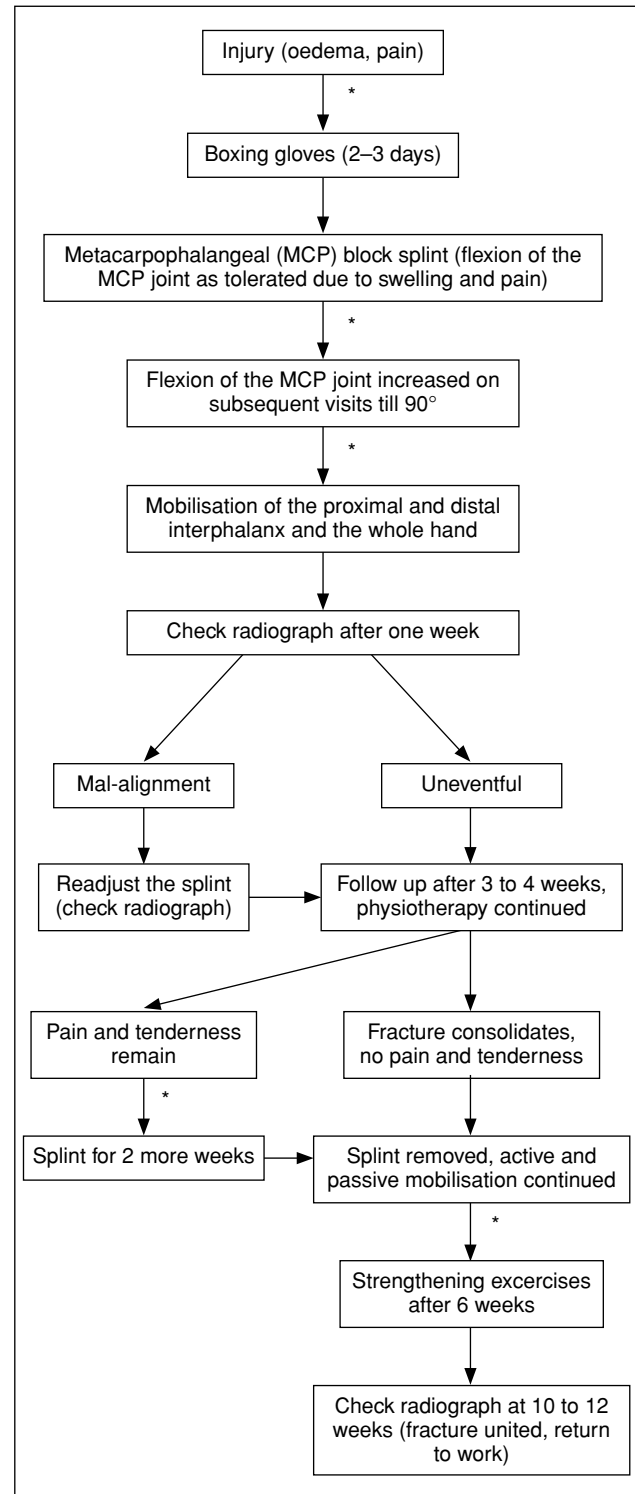 Injury (oedema, pain)
*
Boxing gloves (2–3 days)
Metacarpophalangeal (MCP) block splint (flexion of the
MCP joint as tolerated due to swelling and pain)
*
Flexion of the MCP joint increased on
subsequent visits till 90°
*
Mobilisation of the proximal and distal
interphalanx and the whole hand
Check radiograph after one week
Mal-alignment
Uneventful
Readjust the splint
(check radiograph)
Follow up after 3 to 4 weeks,
physiotherapy continued
Pain and tenderness
remain
Fracture consolidates,
no pain and tenderness
*
Splint for 2 more weeks
Splint removed, active and
passive mobilisation continued
*
Strengthening excercises
after 6 weeks
Check radiograph at 10 to 12
weeks (fracture united, return
to work)